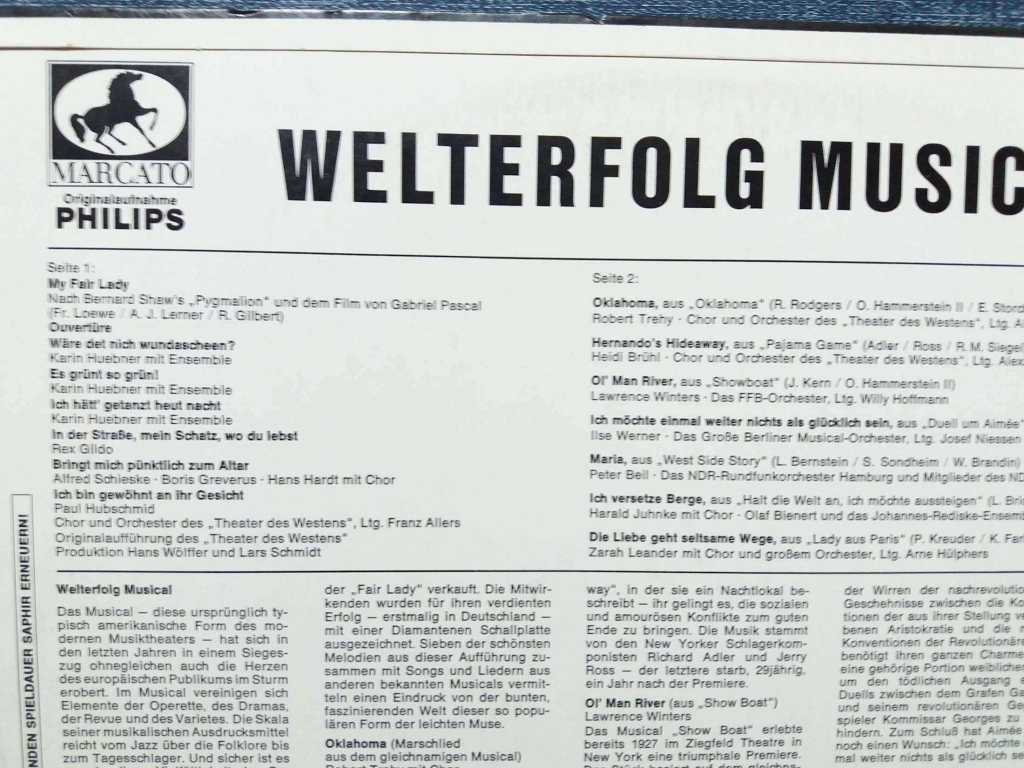 MARCATO
Originalaufnahme
PHILIPS
WELTERFOLG MUSIC
Seite 1:
My Fair Lady
Nach Bernard Shaw's „Pygmalion" und dem Film von Gabriel Pascal
(Fr. Loewe / A. J. Lerner / R. Gilbert)
Ouvertüre
Wäre det nich wundascheen?
Karin Huebner mit Ensemble
Es grünt so grün!
Karin Huebner mit Ensemble
Ich hätt' getanzt heut nacht
Karin Huebner mit Ensemble
In der Straße, mein Schatz, wo du lebst
Rex Gildo
Bringt mich pünktlich zum Altar
Alfred Schieske · Boris Greverus · Hans Hardt mit Chor
Ich bin gewöhnt an ihr Gesicht
Paul Hubschmid
Chor und Orchester des „Theater des Westens", Ltg. Franz Allers
Originalaufführung des „Theater des Westens"
Produktion Hans Wölffer und Lars Schmidt
Seite 2:
Oklahoma, aus „Oklahoma" (R. Rodgers / O. Hammerstein II / E. Stord
Robert Trehy · Chor und Orchester des „Theater des Westens", Ltg. A
Hernando's Hideaway, aus „Pajama Game" (Adler / Ross / R. M. Siegel
Heidi Brühl · Chor und Orchester des „Theater des Westens", Ltg. Alex
Ol' Man River, aus „Showboat" (J. Kern / O. Hammerstein II)
Lawrence Winters · Das FFB-Orchester, Ltg. Willy Hoffmann
Ich möchte einmal weiter nichts als glücklich sein, aus „Duell um Aimée"
Ilse Werner · Das Große Berliner Musical-Orchester, Ltg. Josef Niessen
Maria, aus „West Side Story" (L. Bernstein / S. Sondheim / W. Brandin)
Peter Beil · Das NDR-Rundfunkorchester Hamburg und Mitglieder des ND
Ich versetze Berge, aus „Halt die Welt an, ich möchte aussteigen" (L. Bri
Harald Juhnke mit Chor · Olaf Bienert und das Johannes-Rediske-Ensemb
Die Liebe geht seltsame Wege, aus „Lady aus Paris" (P. Kreuder / K. Far
Zarah Leander mit Chor und großem Orchester, Ltg. Arne Hülphers
NDEN SPIELDAUER SAPHIR ERNEUERN!
Welterfolg Musical
Das Musical – diese ursprünglich ty-
pisch amerikanische Form des mo-
dernen Musiktheaters – hat sich in
den letzten Jahren in einem Sieges-
zug ohnegleichen auch die Herzen
des europäischen Publikums im Sturm
erobert. Im Musical vereinigen sich
Elemente der Operette, des Dramas,
der Revue und des Varietes. Die Skala
seiner musikalischen Ausdrucksmittel
reicht vom Jazz über die Folklore bis
zum Tagesschlager. Und sicher ist es
der „Fair Lady" verkauft. Die Mitwir-
kenden wurden für ihren verdienten
Erfolg – erstmalig in Deutschland –
mit einer Diamantenen Schallplatte
ausgezeichnet. Sieben der schönsten
Melodien aus dieser Aufführung zu-
sammen mit Songs und Liedern aus
anderen bekannten Musicals vermit-
teln einen Eindruck von der bunten,
faszinierenden Welt dieser so popu-
lären Form der leichten Muse.
Oklahoma (Marschlied
aus dem gleichnamigen Musical)
Robert Trehy mit Chor
way", in der sie ein Nachtlokal be-
schreibt – ihr gelingt es, die sozialen
und amourösen Konflikte zum guten
Ende zu bringen. Die Musik stammt
von den New Yorker Schlagerkom-
ponisten Richard Adler und Jerry
Ross – der letztere starb, 29jährig,
ein Jahr nach der Premiere.
Ol' Man River (aus „Show Boat")
Lawrence Winters
Das Musical „Show Boat" erlebte
bereits 1927 im Ziegfeld Theatre in
New York eine triumphale Premiere.
der Wirren der nachrevolution
Geschehnisse zwischen die Ko
tionen der aus ihrer Stellung ve
benen Aristokratie und die n
Konventionen der Revolutionäre
benötigt ihren ganzen Charme
eine gehörige Portion weibliche
um den tödlichen Ausgang e
Duells zwischen dem Grafen Ga
und seinem revolutionären Ge
spieler Kommissar Georges zu
hindern. Zum Schluß hat Aimée
noch einen Wunsch: „Ich möchte
mal weiter nichts als glücklich se